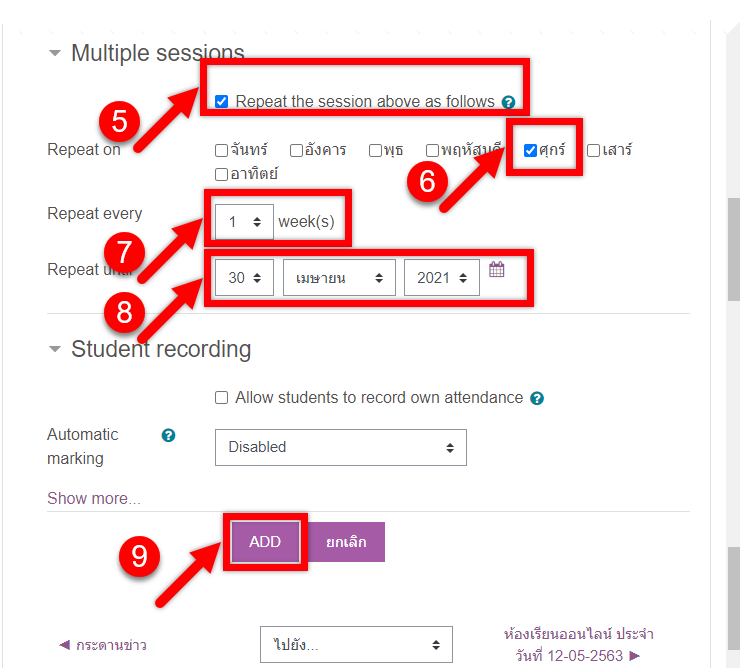 Multiple sessions
5
Repeat the session above as follows
Repeat on
จันทร์ อังคาร พุธ พฤหัสบดี ศุกร์ เสาร์
อาทิตย์
6
Repeat every
1 week(s)
7
Repeat until
30 เมษายน 2021
8
Student recording
Allow students to record own attendance
Automatic
marking
Disabled
Show more...
ADD ยกเลิก
9
◀ กระดานข่าว
ไปยัง...
ห้องเรียนออนไลน์ ประจำ
วันที่ 12-05-2563 ▶